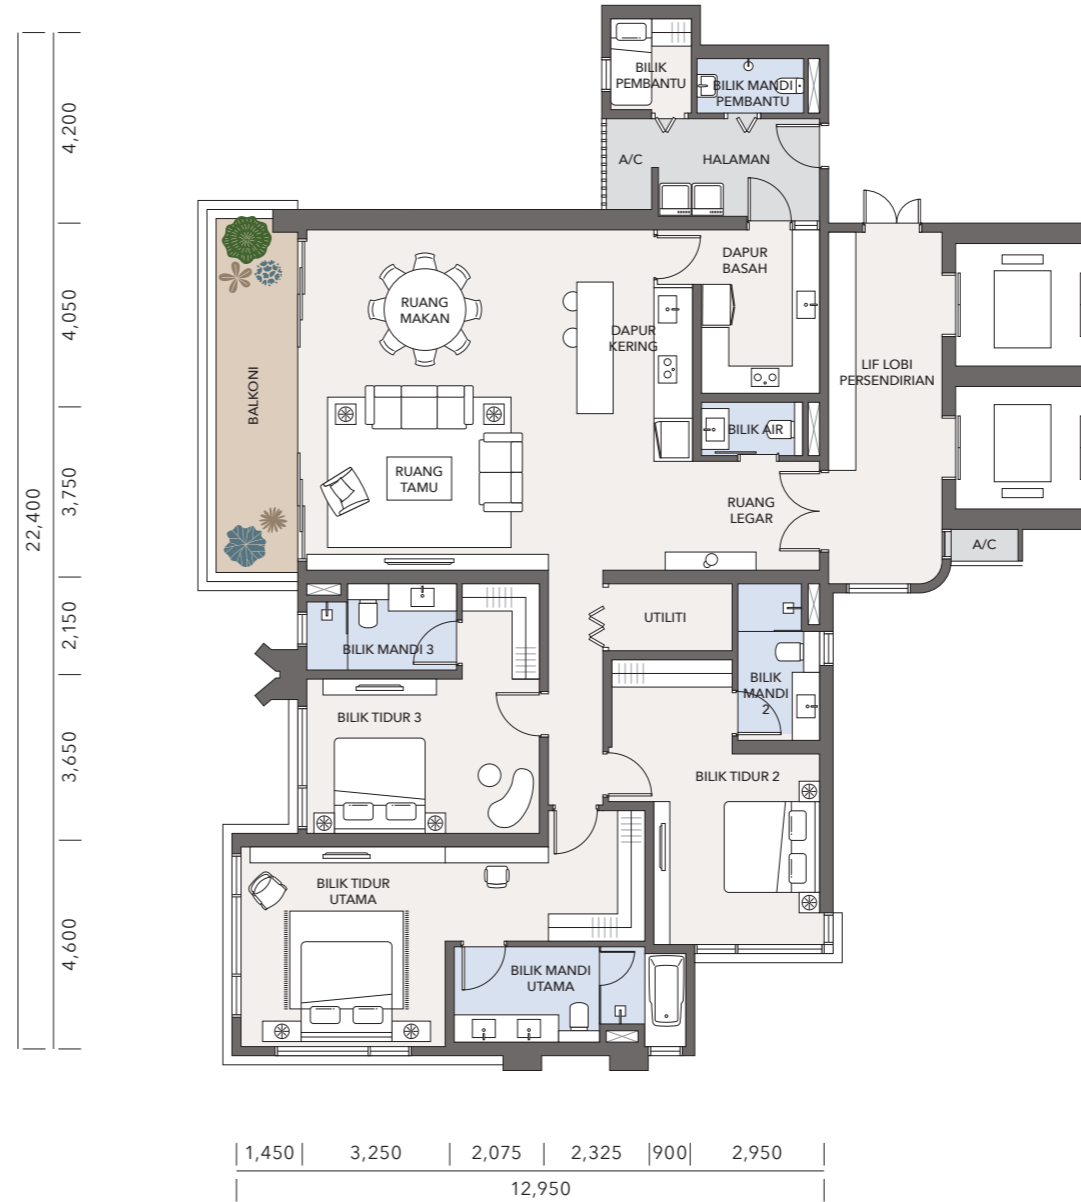 BILIK
PEMBANTU
BILIK MANDI
PEMBANTU
A/C
HALAMAN
4,200
DAPUR
BASAH
RUANG
MAKAN
DAPUR
KERING
LIF LOBI
PERSENDIRIAN
4,050
BALKONI
BILIK AIR
RUANG
TAMU
RUANG
LEGAR
3,750
22,400
A/C
UTILITI
2,150
BILIK MANDI 3
BILIK
MANDI
2
BILIK TIDUR 3
3,650
BILIK TIDUR 2
BILIK TIDUR
UTAMA
4,600
BILIK MANDI
UTAMA
1,450
3,250
2,075
2,325
900
2,950
12,950